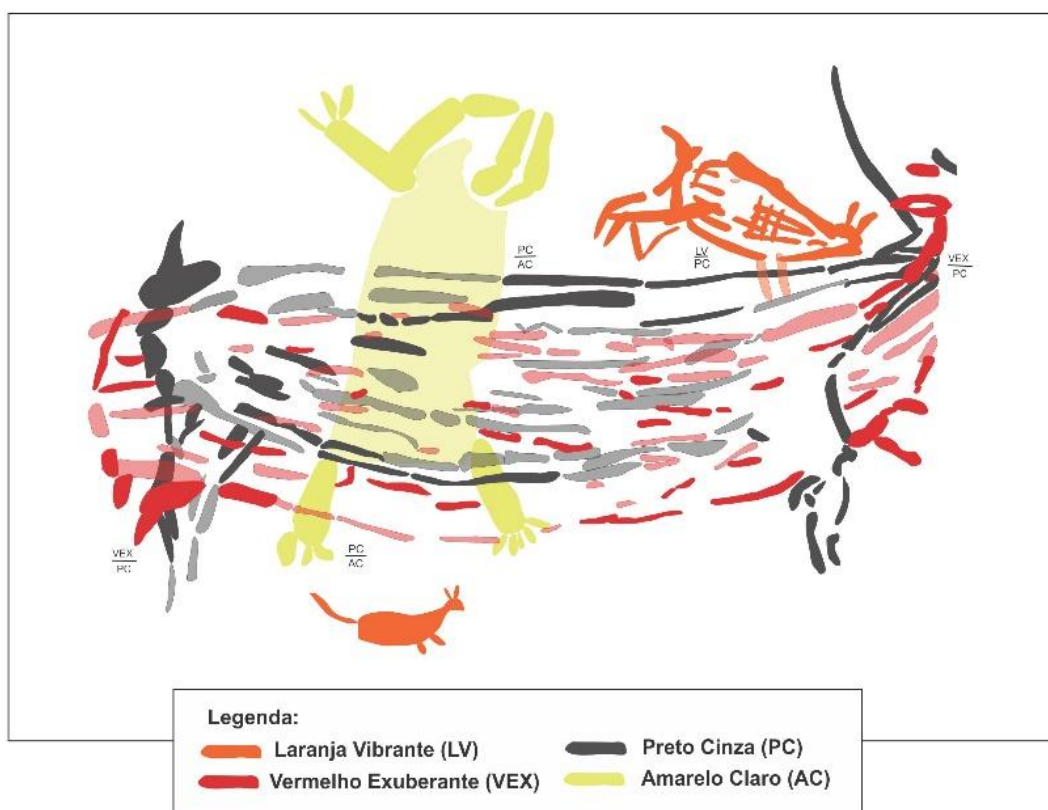 PC
AC
LV
PC
VEX
PC
VEX
PC
PC
AC
Legenda:
Laranja Vibrante (LV)
Preto Cinza (PC)
Vermelho Exuberante (VEX)
Amarelo Claro (AC)